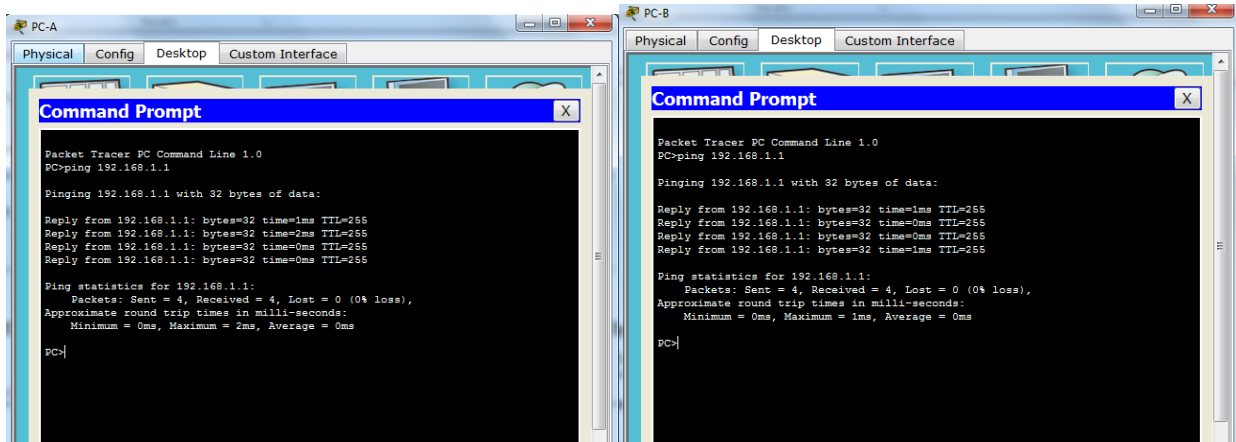 PC-A
Physical Config Desktop Custom Interface
Command Prompt X
Packet Tracer PC Command Line 1.0
PC>ping 192.168.1.1
Pinging 192.168.1.1 with 32 bytes of data:
Reply from 192.168.1.1: bytes=32 time=1ms TTL=255
Reply from 192.168.1.1: bytes=32 time=2ms TTL=255
Reply from 192.168.1.1: bytes=32 time=0ms TTL=255
Reply from 192.168.1.1: bytes=32 time=0ms TTL=255
Ping statistics for 192.168.1.1:
Packets: Sent = 4, Received = 4, Lost = 0 (0% loss),
Approximate round trip times in milli-seconds:
Minimum = 0ms, Maximum = 2ms, Average = 0ms
PC>
PC-B
Physical Config Desktop Custom Interface
Command Prompt X
Packet Tracer PC Command Line 1.0
PC>ping 192.168.1.1
Pinging 192.168.1.1 with 32 bytes of data:
Reply from 192.168.1.1: bytes=32 time=1ms TTL=255
Reply from 192.168.1.1: bytes=32 time=0ms TTL=255
Reply from 192.168.1.1: bytes=32 time=0ms TTL=255
Reply from 192.168.1.1: bytes=32 time=1ms TTL=255
Ping statistics for 192.168.1.1:
Packets: Sent = 4, Received = 4, Lost = 0 (0% loss),
Approximate round trip times in milli-seconds:
Minimum = 0ms, Maximum = 1ms, Average = 0ms
PC>